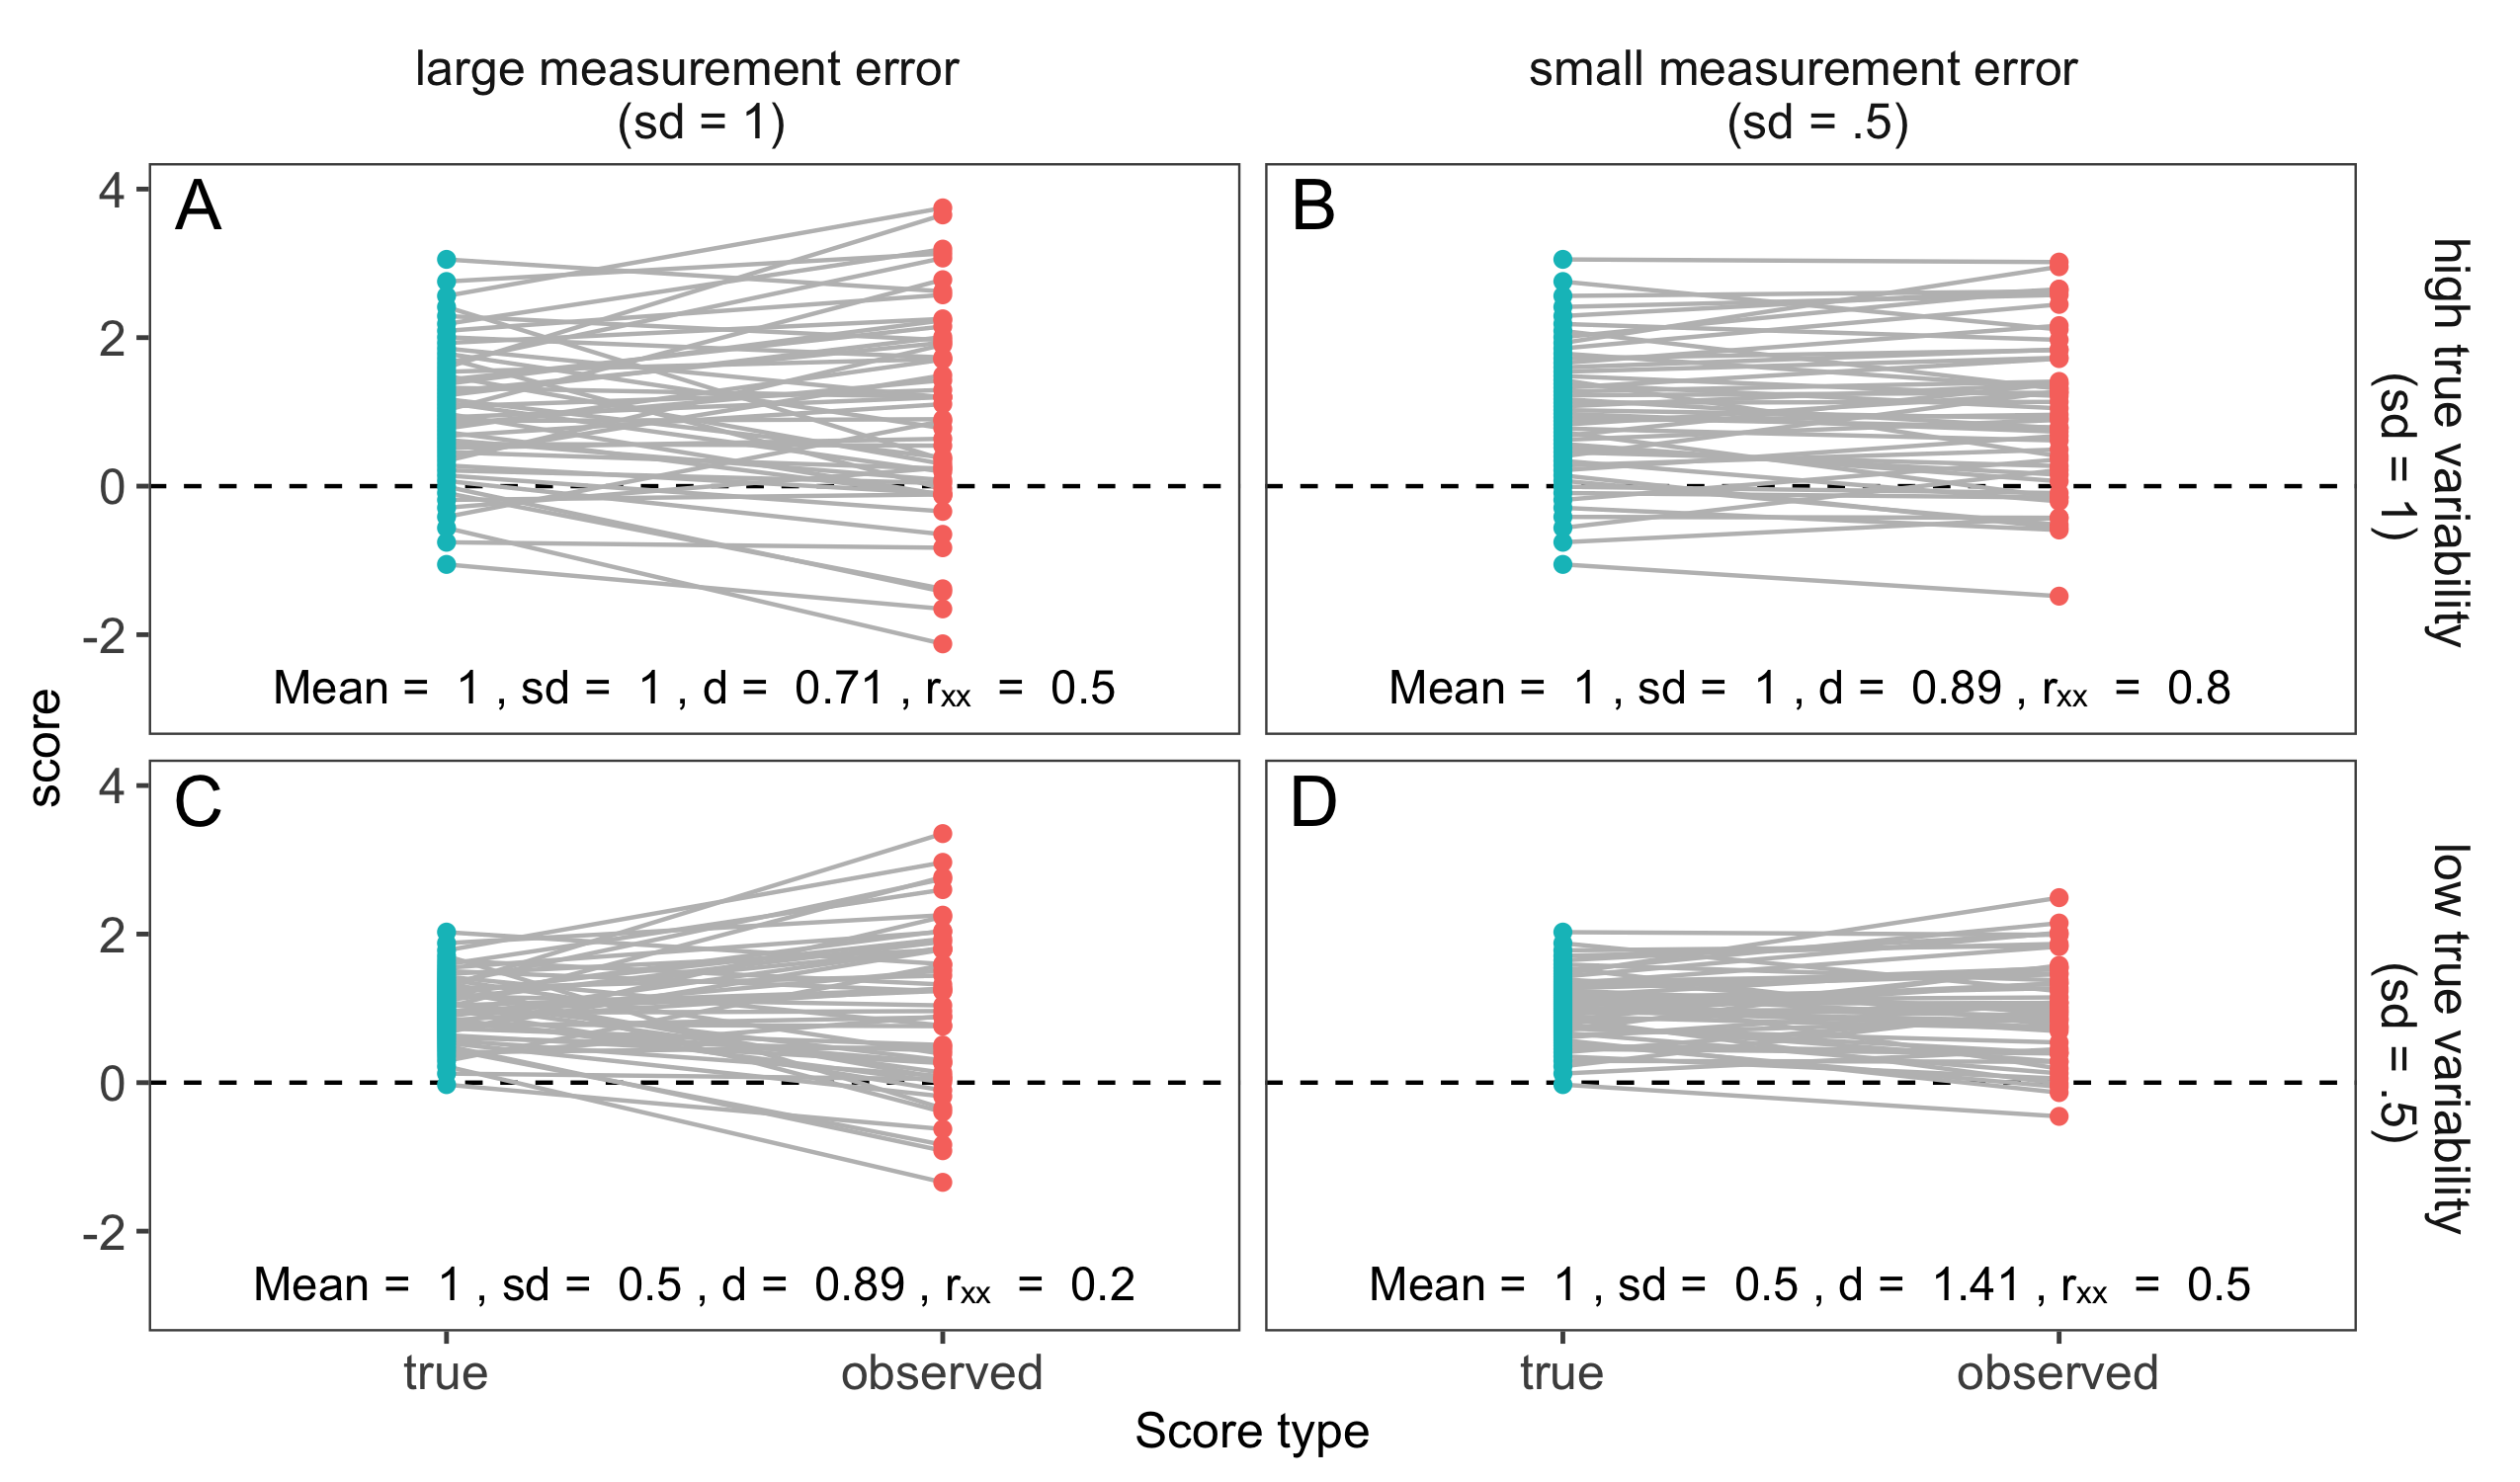 large measurement error
(sd = 1)
small measurement error
(sd = .5)
A
B
4
2
0
-2
Mean = 1 , sd = 1 , d = 0.71 , rxx = 0.5
Mean = 1 , sd = 1 , d = 0.89 , rxx = 0.8
high true variability
(sd = 1)
score
C
D
4
2
0
-2
Mean = 1 , sd = 0.5 , d = 0.89 , rxx = 0.2
Mean = 1 , sd = 0.5 , d = 1.41 , rxx = 0.5
low true variability
(sd = .5)
true
observed
true
observed
Score type